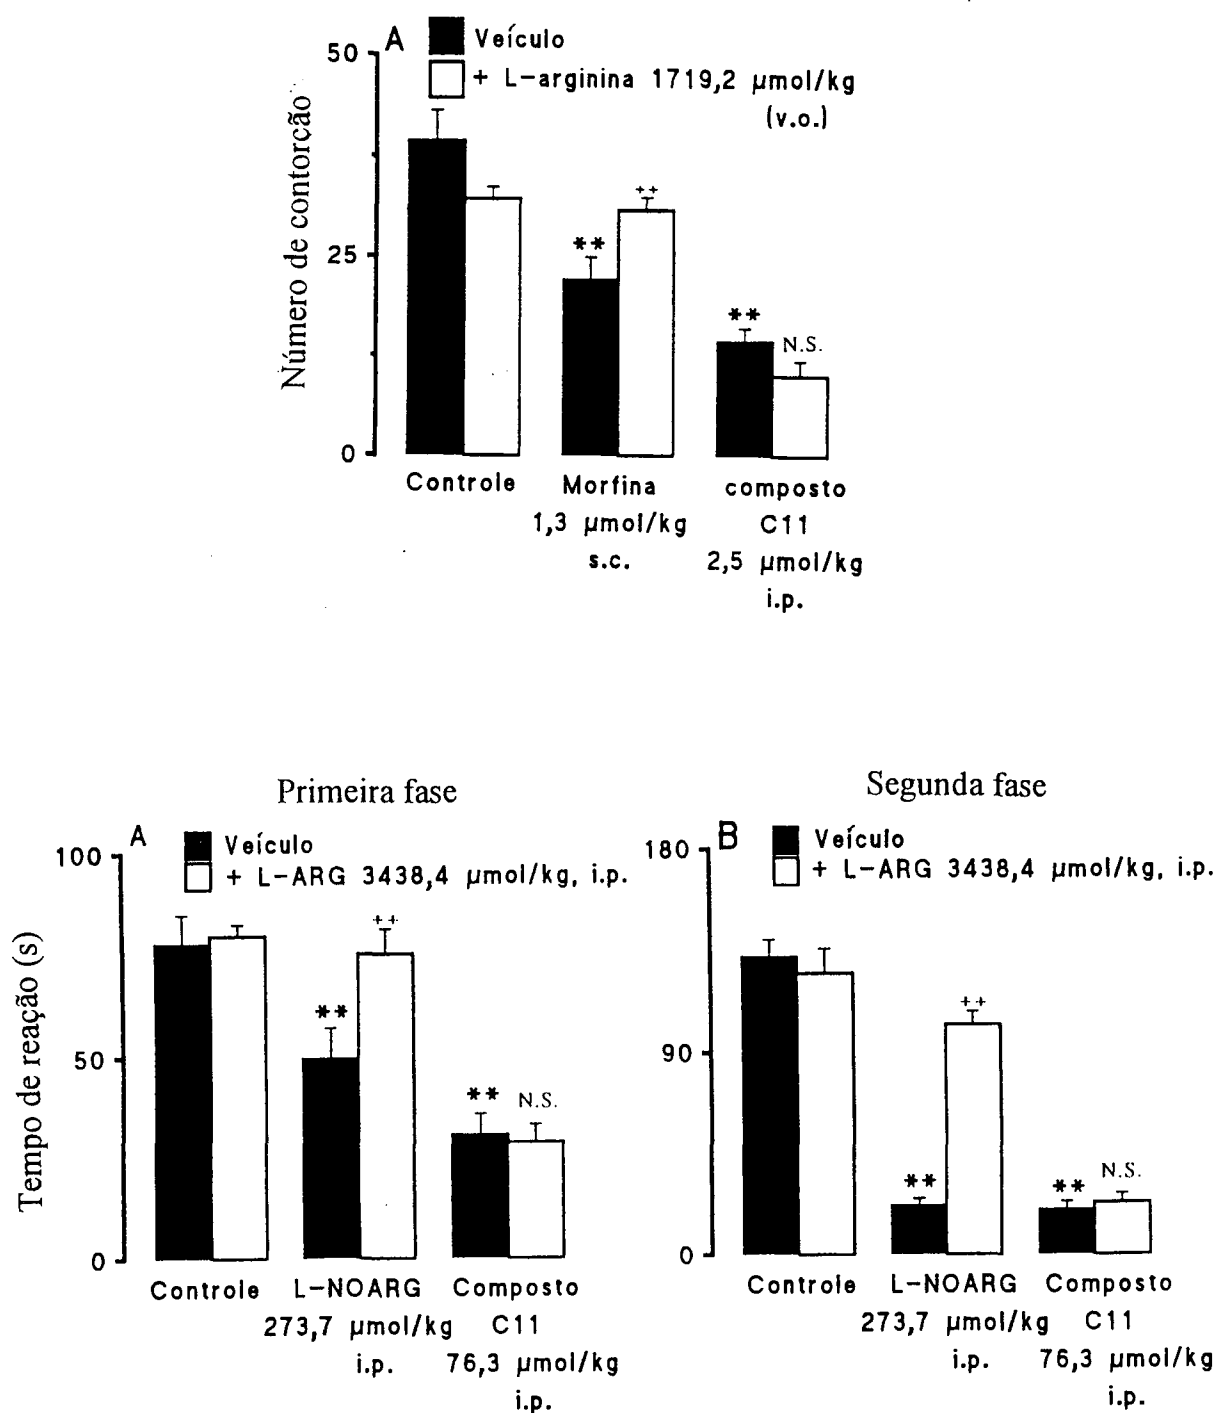 A
Veículo
+ L-arginina 1719,2 µmol/kg
(v.o.)
50
25
0
Número de contorção
**
++
**
N.S.
Controle
Morfina
1,3 µmol/kg
s.c.
composto
C11
2,5 µmol/kg
i.p.
Primeira fase
A
Veículo
+ L-ARG 3438,4 µmol/kg, i.p.
100
50
0
Tempo de reação (s)
**
++
**
N.S.
Controle
L-NOARG
273,7 µmol/kg
i.p.
Composto
C11
76,3 µmol/kg
i.p.
Segunda fase
B
Veículo
+ L-ARG 3438,4 µmol/kg, i.p.
180
90
0
**
++
**
N.S.
Controle
L-NOARG
273,7 µmol/kg
i.p.
Composto
C11
76,3 µmol/kg
i.p.